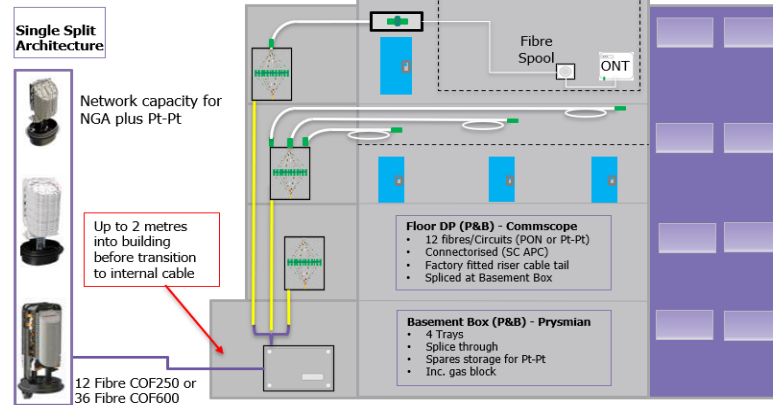 Single Split
Architecture
Network capacity for
NGA plus Pt-Pt
Up to 2 metres
into building
before transition
to internal cable
12 Fibre COF250 or
36 Fibre COF600
Fibre
Spool
ONT
Floor DP (P&B) - Commscope
• 12 fibres/Circuits (PON or Pt-Pt)
• Connectorised (SC APC)
• Factory fitted riser cable tail
• Spliced at Basement Box
Basement Box (P&B) - Prysmian
• 4 Trays
• Splice through
• Spares storage for Pt-Pt
• Inc. gas block